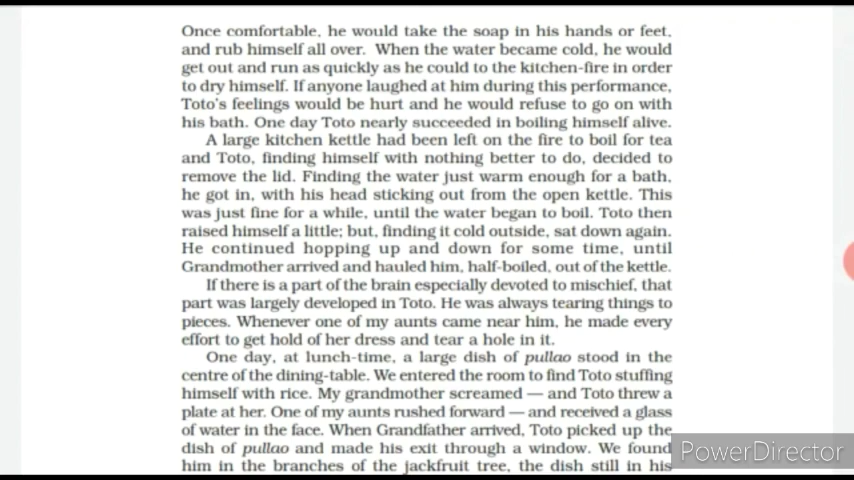 Once comfortable, he would take the soap in his hands or feet,
and rub himself all over. When the water became cold, he would
get out and run as quickly as he could to the kitchen-fire in order
to dry himself. If anyone laughed at him during this performance,
Toto's feelings would be hurt and he would refuse to go on with
his bath. One day Toto nearly succeeded in boiling himself alive.
A large kitchen kettle had been left on the fire to boil for tea
and Toto, finding himself with nothing better to do, decided to
remove the lid. Finding the water just warm enough for a bath,
he got in, with his head sticking out from the open kettle. This
was just fine for a while, until the water began to boil. Toto then
raised himself a little; but, finding it cold outside, sat down again.
He continued hopping up and down for some time, until
Grandmother arrived and hauled him, half-boiled, out of the kettle.
If there is a part of the brain especially devoted to mischief, that
part was largely developed in Toto. He was always tearing things to
pieces. Whenever one of my aunts came near him, he made every
effort to get hold of her dress and tear a hole in it.
One day, at lunch-time, a large dish of pullao stood in the
centre of the dining-table. We entered the room to find Toto stuffing
himself with rice. My grandmother screamed — and Toto threw a
plate at her. One of my aunts rushed forward — and received a glass
of water in the face. When Grandfather arrived, Toto picked up the
dish of pullao and made his exit through a window. We found
him in the branches of the jackfruit tree, the dish still in his
PowerDirector